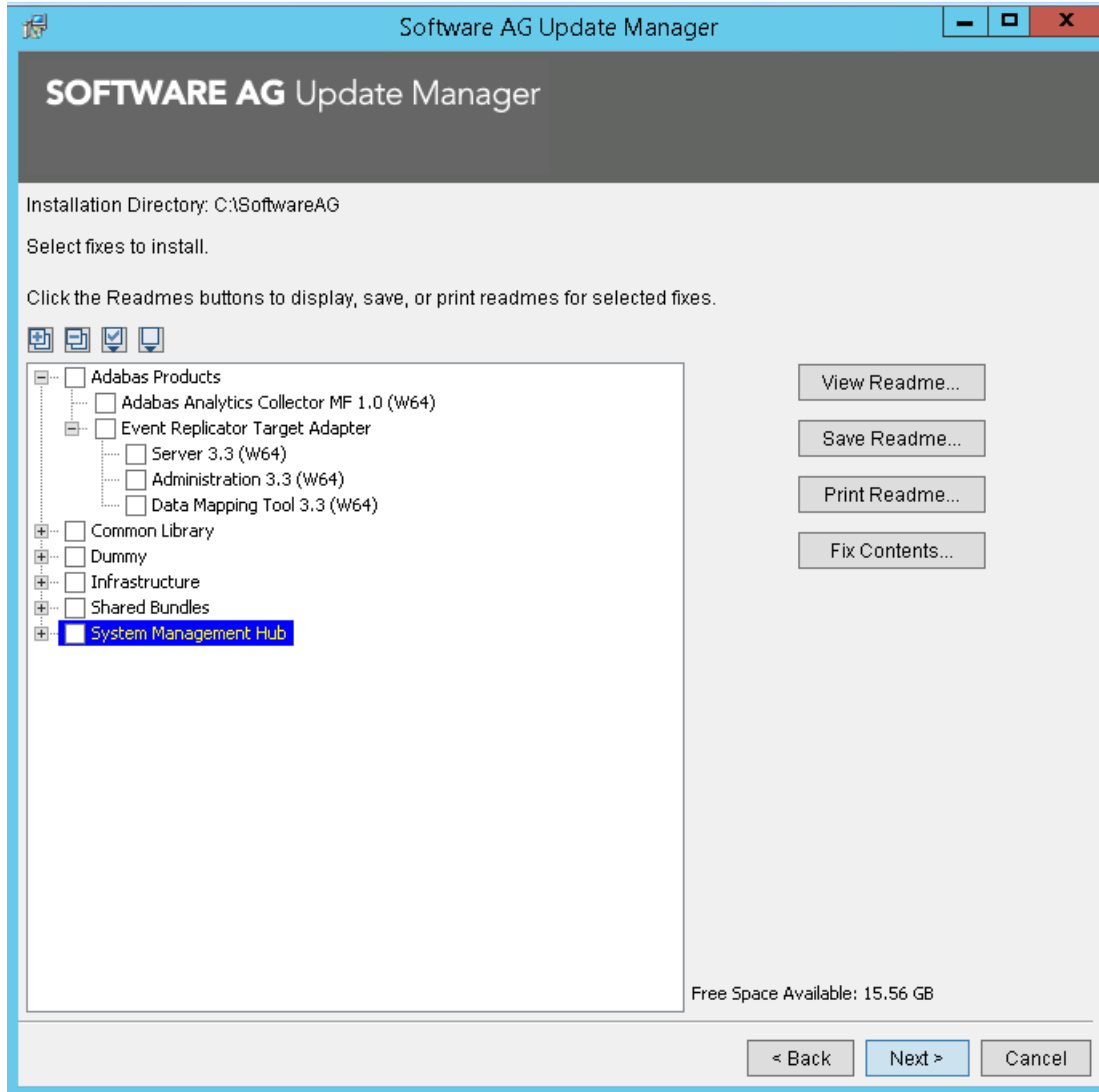 Software AG Update Manager
SOFTWARE AG Update Manager
Installation Directory: C:\SoftwareAG
Select fixes to install.
Click the Readmes buttons to display, save, or print readmes for selected fixes.
Adabas Products
Adabas Analytics Collector MF 1.0 (W64)
Event Replicator Target Adapter
Server 3.3 (W64)
Administration 3.3 (W64)
Data Mapping Tool 3.3 (W64)
Common Library
Dummy
Infrastructure
Shared Bundles
System Management Hub
View Readme...
Save Readme...
Print Readme...
Fix Contents...
Free Space Available: 15.56 GB
< Back
Next >
Cancel